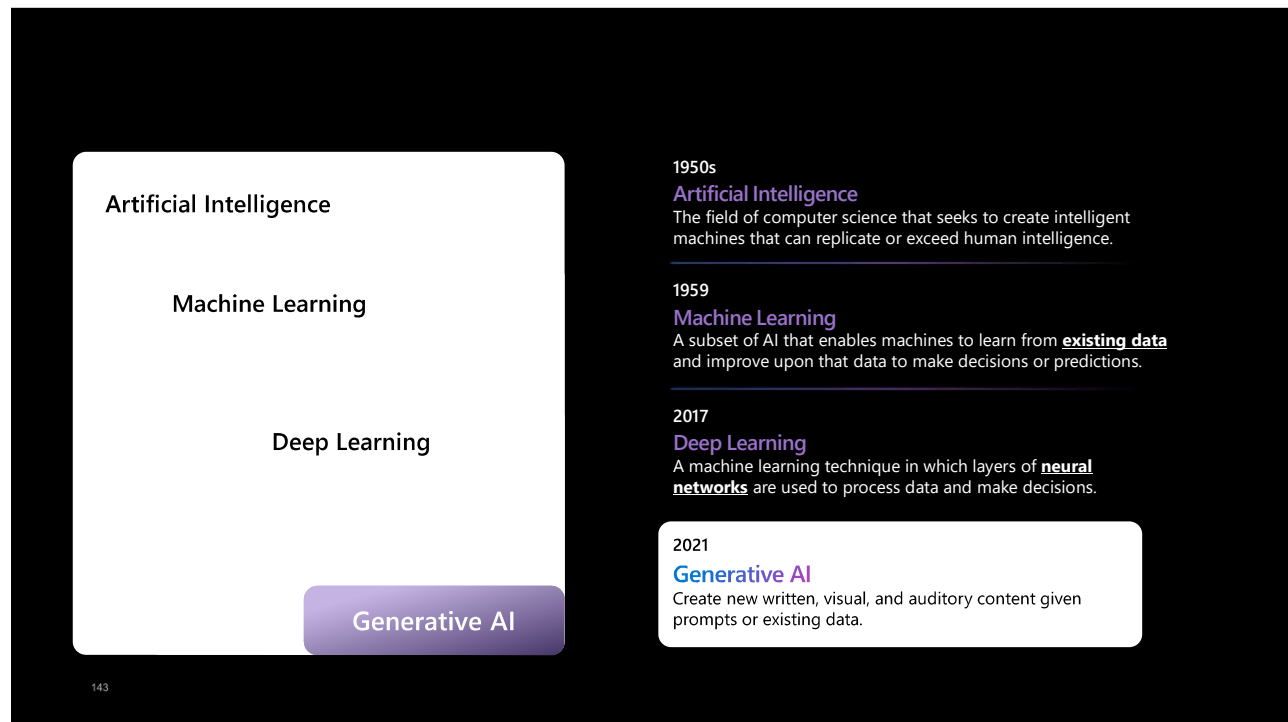 Artificial Intelligence
Machine Learning
Deep Learning
Generative AI
1950s
Artificial Intelligence
The field of computer science that seeks to create intelligent
machines that can replicate or exceed human intelligence.
1959
Machine Learning
A subset of AI that enables machines to learn from existing data
and improve upon that data to make decisions or predictions.
2017
Deep Learning
A machine learning technique in which layers of neural
networks are used to process data and make decisions.
2021
Generative AI
Create new written, visual, and auditory content given
prompts or existing data.
143